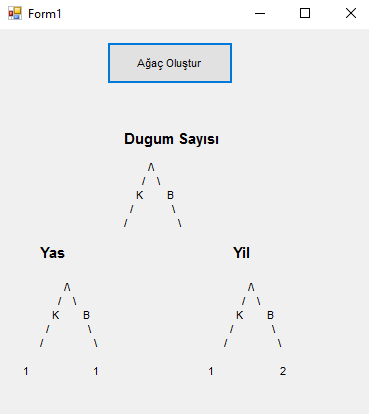 Form1
Ağaç Oluştur
Dugum Sayısı
/\
/ \
K B
/ \
/ \
Yas Yil
/\ /\
/ \ / \
K B K B
/ \ / \
/ \ / \
1 1 1 2